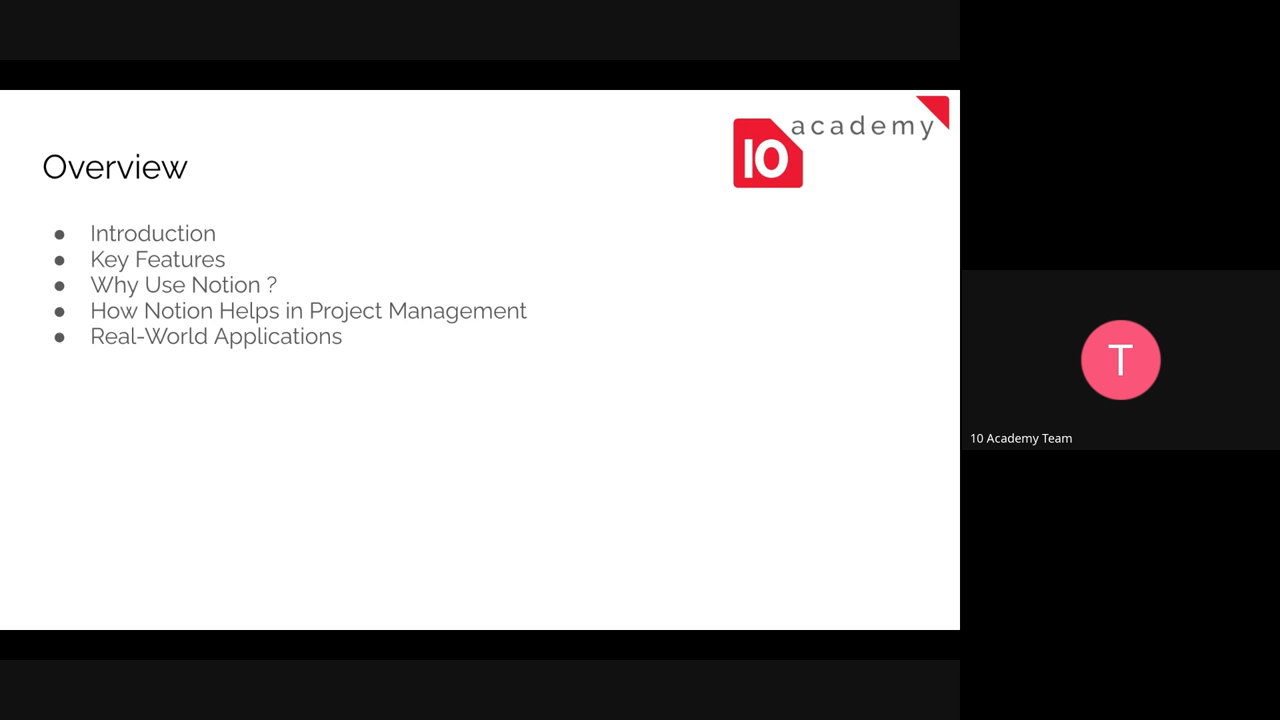 10 academy
Overview
● Introduction
● Key Features
● Why Use Notion ?
● How Notion Helps in Project Management
● Real-World Applications
T
10 Academy Team